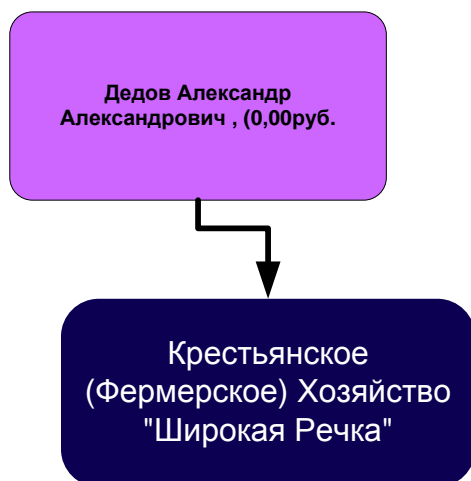 Дедов Александр
Александрович , (0,00руб.
Крестьянское
(Фермерское) Хозяйство
"Широкая Речка"